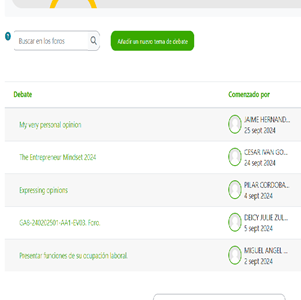 Buscar en los foros
Añadir un nuevo tema de debate
Debate
Comenzado por
My very personal opinion
JAIME HERNAND...
25 sept 2024
The Entrepreneur Mindset 2024
CESAR IVAN GO...
24 sept 2024
Expressing opinions
PILAR CORDOBA...
4 sept 2024
GA8-240202501-AA1-EV03. Foro.
DEICY JULIE ZUL...
5 sept 2024
Presentar funciones de su ocupación laboral.
MIGUEL ANGEL ...
2 sept 2024